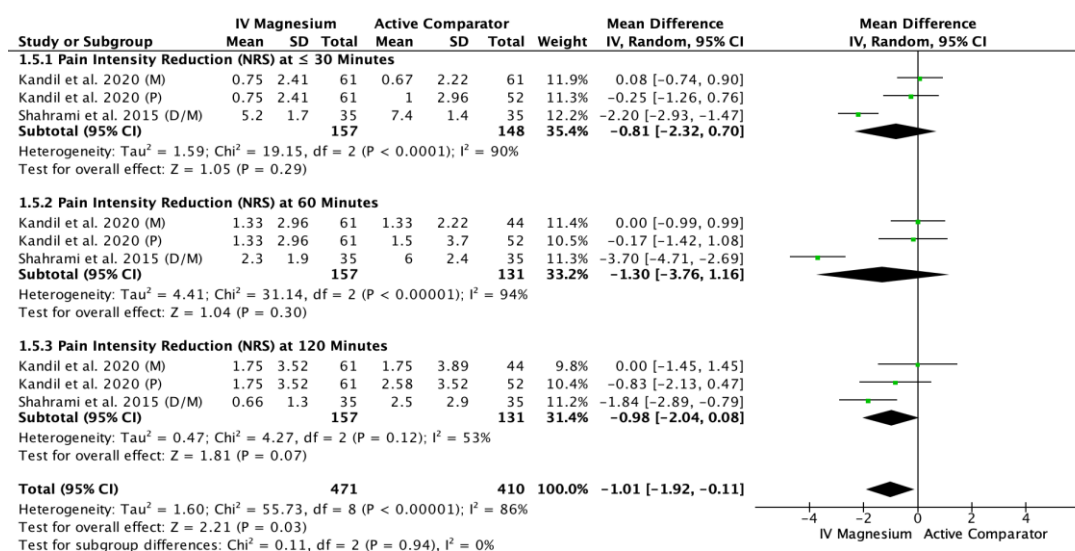 IV Magnesium Active Comparator Mean Difference Mean Difference
Study or Subgroup Mean SD Total Mean SD Total Weight IV, Random, 95% CI IV, Random, 95% CI
1.5.1 Pain Intensity Reduction (NRS) at ≤ 30 Minutes
Kandil et al. 2020 (M) 0.75 2.41 61 0.67 2.22 61 11.9% 0.08 [-0.74, 0.90]
Kandil et al. 2020 (P) 0.75 2.41 61 1 2.96 52 11.3% -0.25 [-1.26, 0.76]
Shahrami et al. 2015 (D/M) 5.2 1.7 35 7.4 1.4 35 12.2% -2.20 [-2.93, -1.47]
Subtotal (95% CI) 157 148 35.4% -0.81 [-2.32, 0.70]
Heterogeneity: Tau² = 1.59; Chi² = 19.15, df = 2 (P < 0.0001); I² = 90%
Test for overall effect: Z = 1.05 (P = 0.29)
1.5.2 Pain Intensity Reduction (NRS) at 60 Minutes
Kandil et al. 2020 (M) 1.33 2.96 61 1.33 2.22 44 11.4% 0.00 [-0.99, 0.99]
Kandil et al. 2020 (P) 1.33 2.96 61 1.5 3.7 52 10.5% -0.17 [-1.42, 1.08]
Shahrami et al. 2015 (D/M) 2.3 1.9 35 6 2.4 35 11.3% -3.70 [-4.71, -2.69]
Subtotal (95% CI) 157 131 33.2% -1.30 [-3.76, 1.16]
Heterogeneity: Tau² = 4.41; Chi² = 31.14, df = 2 (P < 0.00001); I² = 94%
Test for overall effect: Z = 1.04 (P = 0.30)
1.5.3 Pain Intensity Reduction (NRS) at 120 Minutes
Kandil et al. 2020 (M) 1.75 3.52 61 1.75 3.89 44 9.8% 0.00 [-1.45, 1.45]
Kandil et al. 2020 (P) 1.75 3.52 61 2.58 3.52 52 10.4% -0.83 [-2.13, 0.47]
Shahrami et al. 2015 (D/M) 0.66 1.3 35 2.5 2.9 35 11.2% -1.84 [-2.89, -0.79]
Subtotal (95% CI) 157 131 31.4% -0.98 [-2.04, 0.08]
Heterogeneity: Tau² = 0.47; Chi² = 4.27, df = 2 (P = 0.12); I² = 53%
Test for overall effect: Z = 1.81 (P = 0.07)
Total (95% CI) 471 410 100.0% -1.01 [-1.92, -0.11]
Heterogeneity: Tau² = 1.60; Chi² = 55.73, df = 8 (P < 0.00001); I² = 86%
Test for overall effect: Z = 2.21 (P = 0.03)
Test for subgroup differences: Chi² = 0.11, df = 2 (P = 0.94), I² = 0%
-4 -2 0 2 4
IV Magnesium Active Comparator